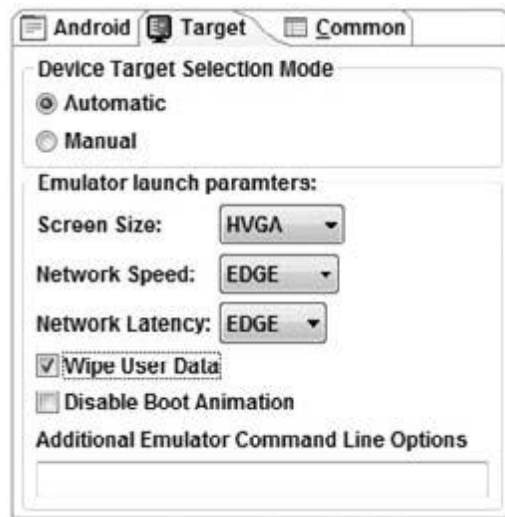 Android Target Common
Device Target Selection Mode
Automatic
Manual
Emulator launch paramters:
Screen Size: HVGA
Network Speed: EDGE
Network Latency: EDGE
Wipe User Data
Disable Boot Animation
Additional Emulator Command Line Options